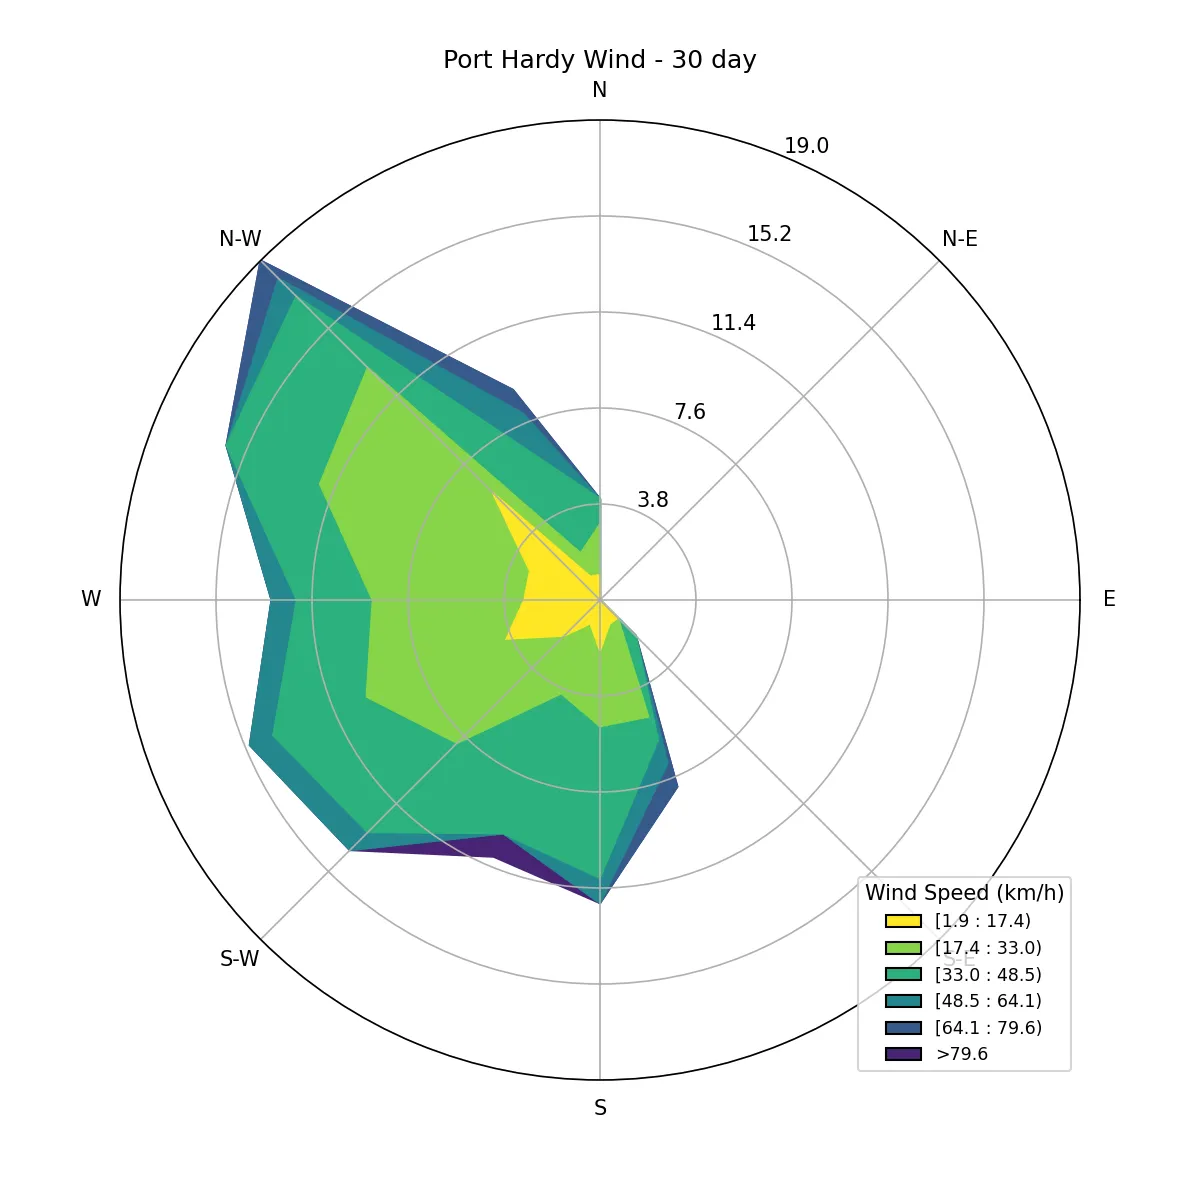 Port Hardy Wind - 30 day
N
19.0
15.2
N-W
N-E
11.4
7.6
3.8
W
E
Wind Speed (km/h)
[1.9 : 17.4)
[17.4 : 33.0)
S-W
S-E
[33.0 : 48.5)
[48.5 : 64.1)
[64.1 : 79.6)
>79.6
S